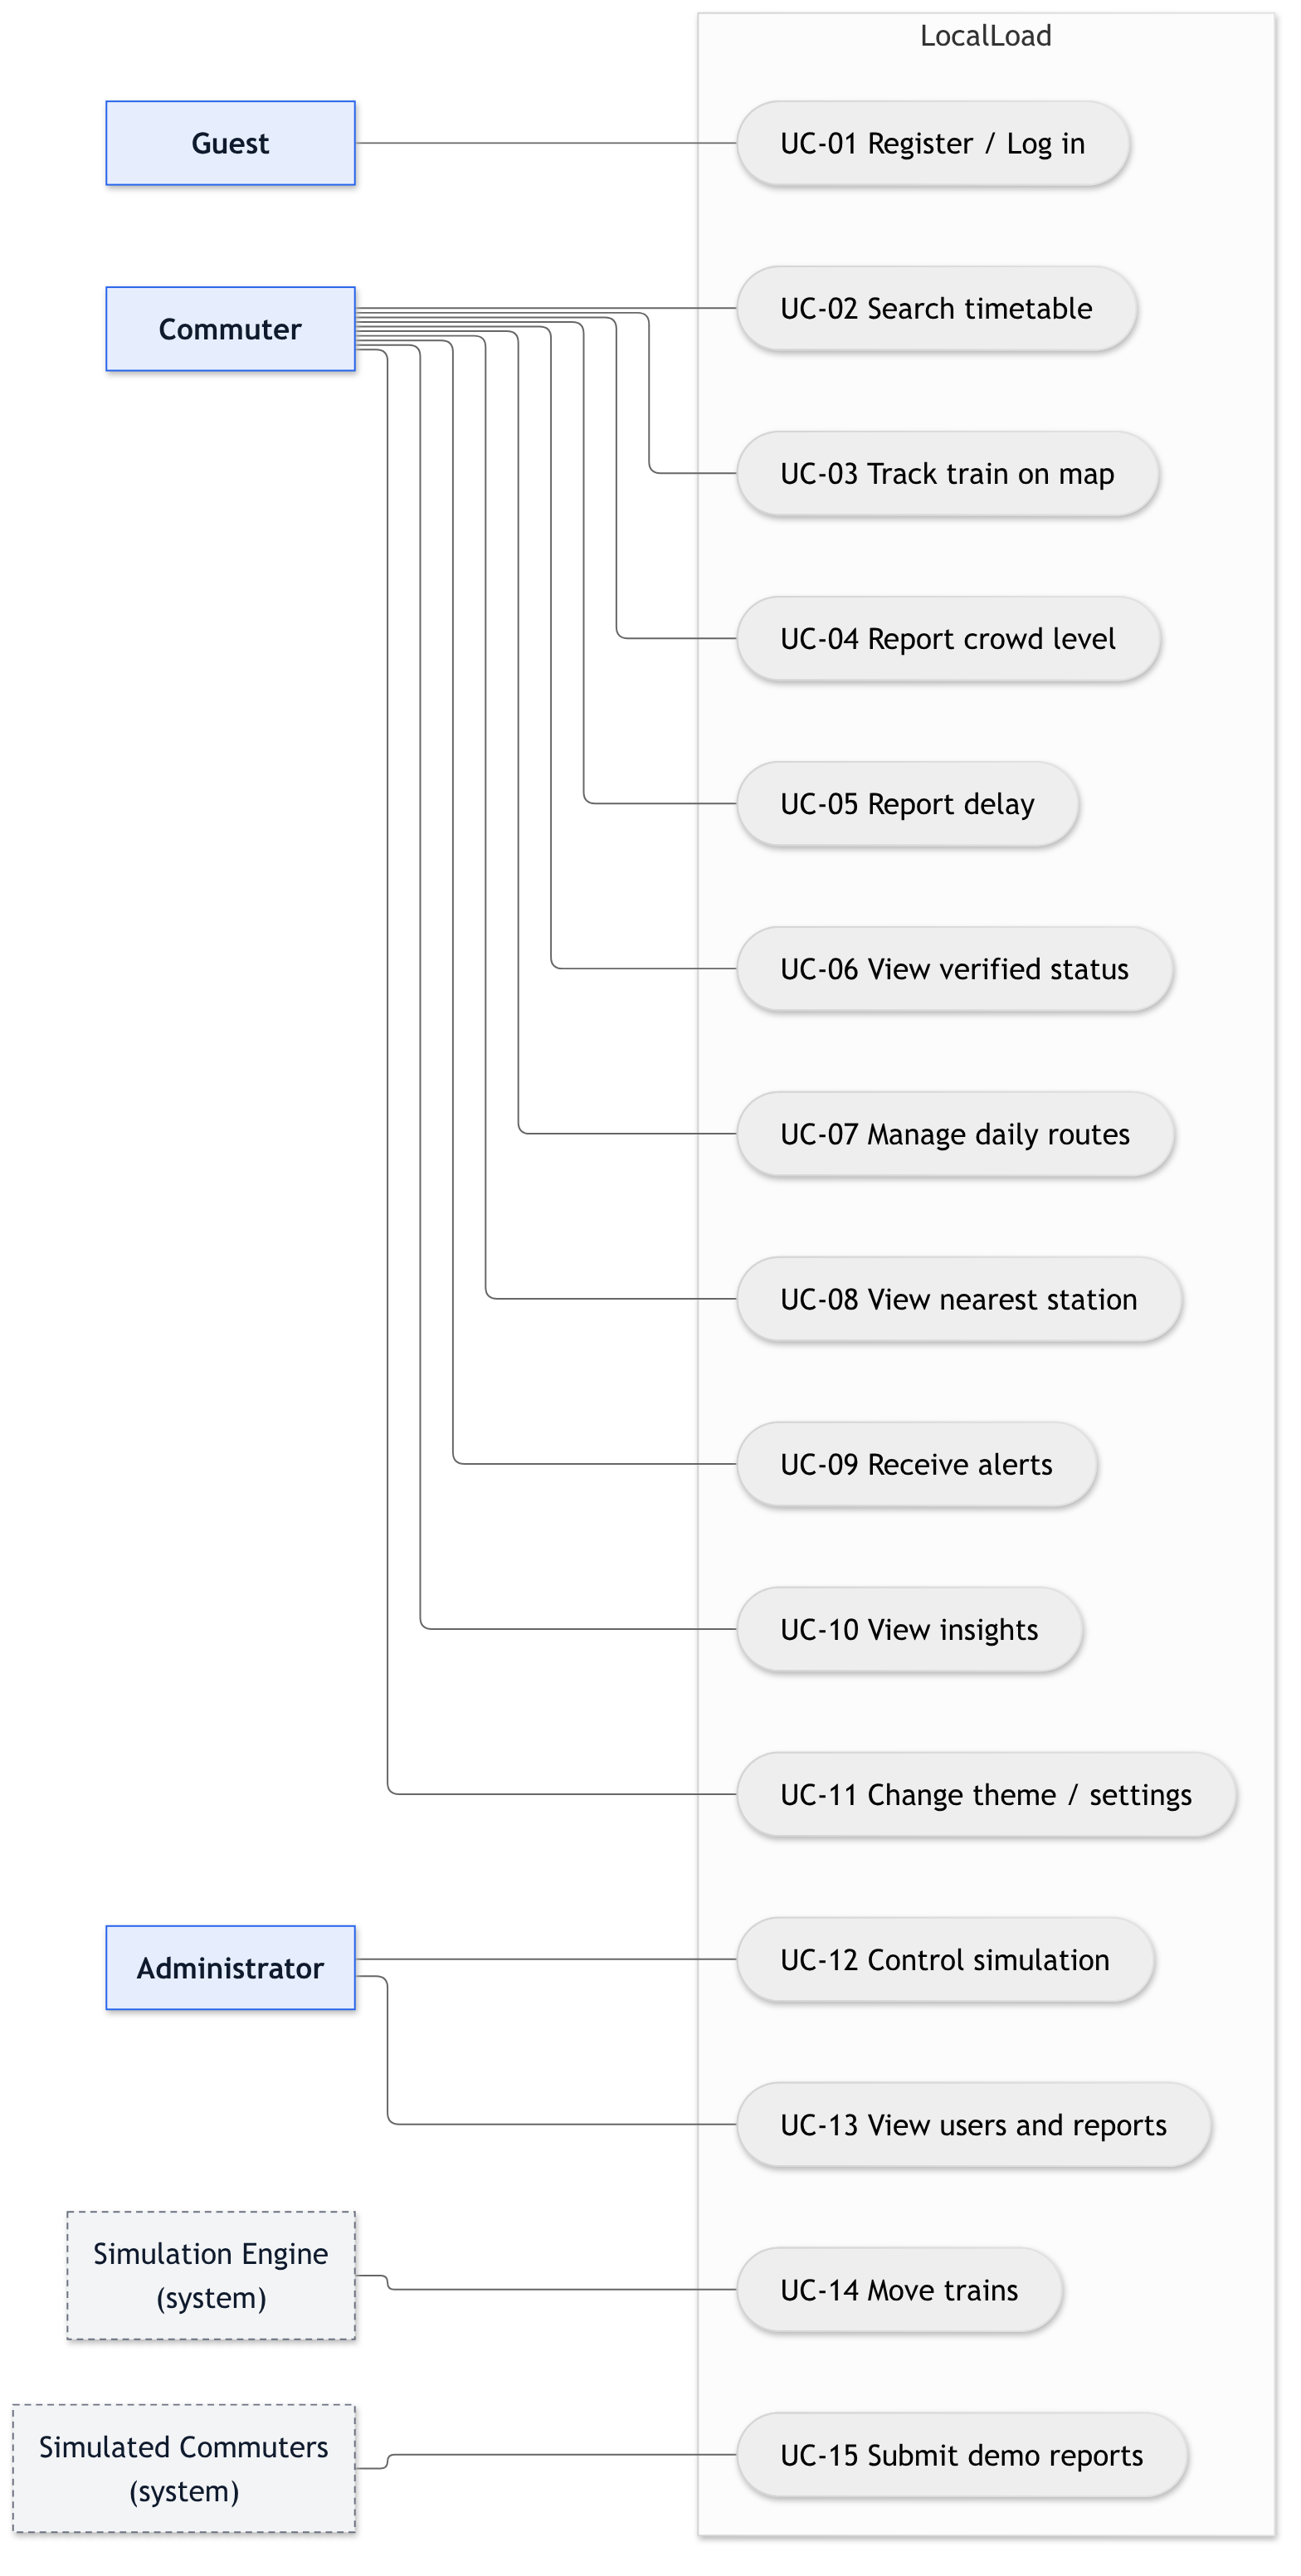 LocalLoad
Guest
UC-01 Register / Log in
Commuter
UC-02 Search timetable
UC-03 Track train on map
UC-04 Report crowd level
UC-05 Report delay
UC-06 View verified status
UC-07 Manage daily routes
UC-08 View nearest station
UC-09 Receive alerts
UC-10 View insights
UC-11 Change theme / settings
Administrator
UC-12 Control simulation
UC-13 View users and reports
Simulation Engine
(system)
UC-14 Move trains
Simulated Commuters
(system)
UC-15 Submit demo reports